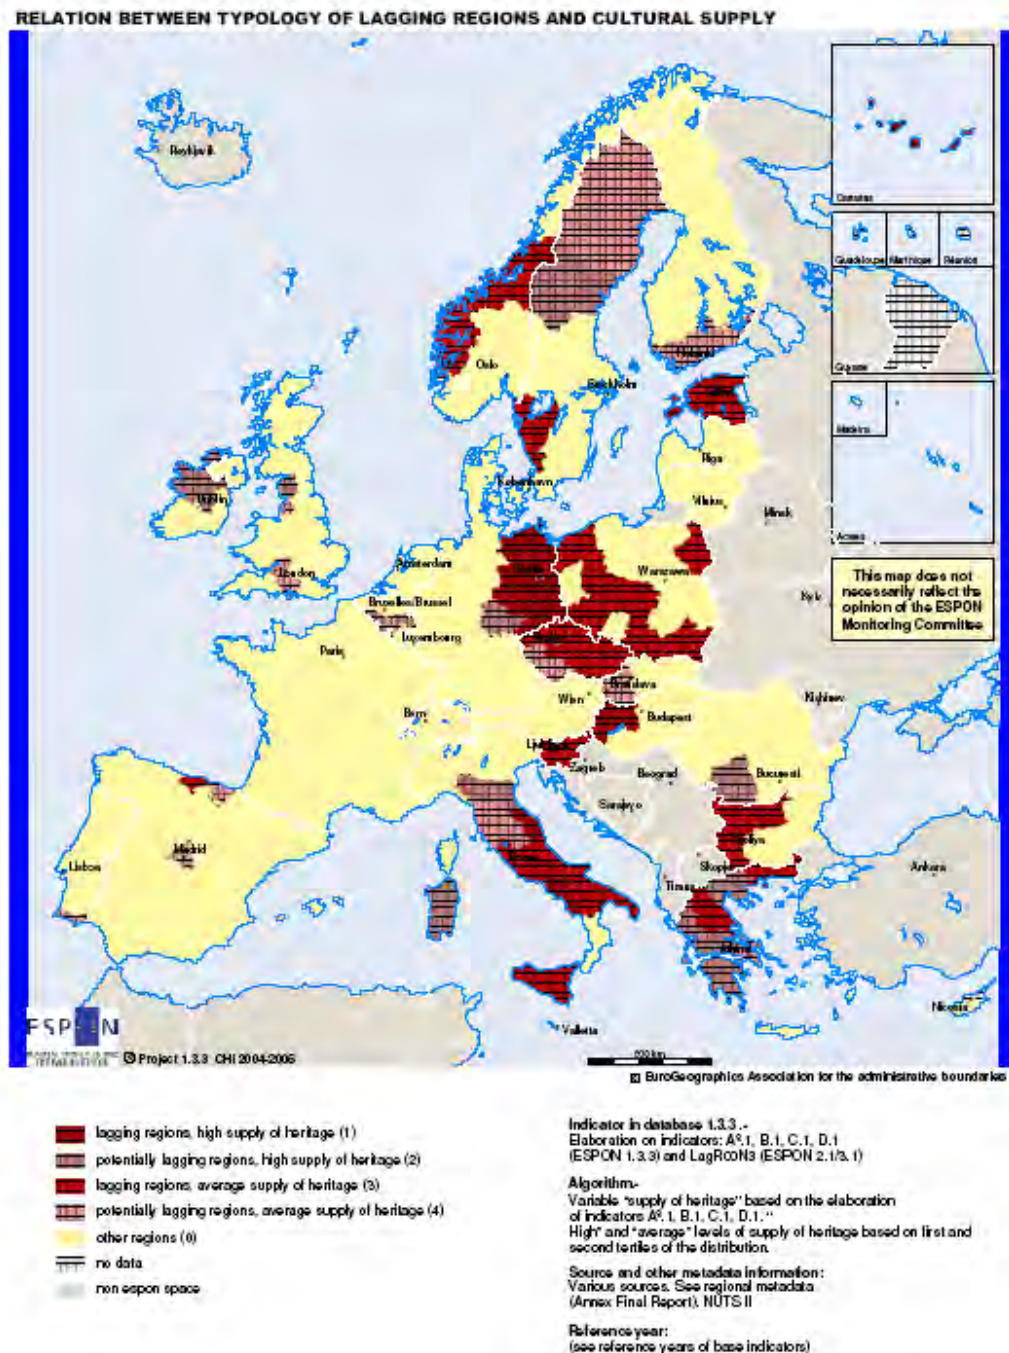 RELATION BETWEEN TYPOLOGY OF LAGGING REGIONS AND CULTURAL SUPPLY
Reykjavik
Canarias
Guadeloupe Martinique Réunion
Guyane
Madeira
Oslo
Stockholm
Riga
København
Vilnius
Minsk
Dublin
Amsterdam
Warszawa
London
Kyiv
Bruxelles/Brussel
Luxembourg
Paris
Wien
Bratislava
Kishinev
Bern
Budapest
Zagreb
Beograd
Bucuresti
Sarajevo
Madrid
Lisboa
Skopje
Ankara
Tirana
Nicosia
Valletta
This map does not
necessarily reflect the
opinion of the ESPON
Monitoring Committee
ESPON
© Project 1.3.3 CHI 2004-2006
500 km
© EuroGeographics Association for the administrative boundaries
lagging regions, high supply of heritage (1)
potentially lagging regions, high supply of heritage (2)
lagging regions, average supply of heritage (3)
potentially lagging regions, average supply of heritage (4)
other regions (0)
no data
non espon space
Indicator in database 1.3.3 .-
Elaboration on indicators: Aº.1, B.1, C.1, D.1
(ESPON 1.3.3) and LagRCON3 (ESPON 2.1/3.1)
Algorithm.-
Variable "supply of heritage" based on the elaboration
of indicators Aº.1, B.1, C.1, D.1."
High" and "average" levels of supply of heritage based on first and
second tertiles of the distribution.
Source and other metadata information:
Various sources. See regional metadata
(Annex Final Report). NUTS II
Reference year:
(see reference years of base indicators)